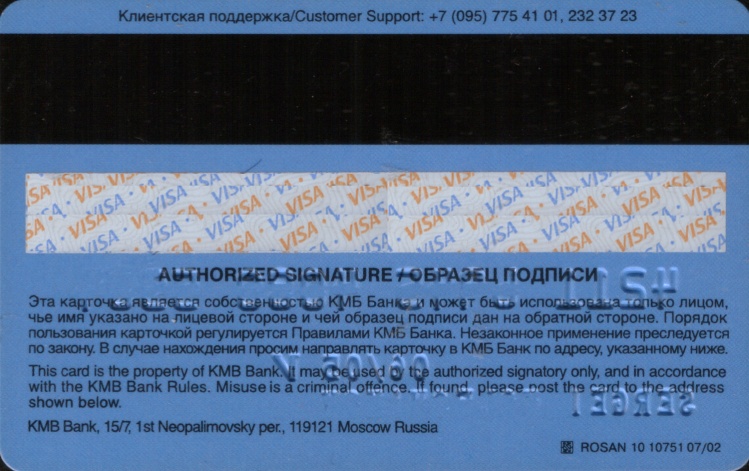 Клиентская поддержка/Customer Support: +7 (095) 775 41 01, 232 37 23
VISA
AUTHORIZED SIGNATURE / ОБРАЗЕЦ ПОДПИСИ
Эта карточка является собственностью КМБ Банка и может быть использована только лицом,
чье имя указано на лицевой стороне и чей образец подписи дан на обратной стороне. Порядок
пользования карточкой регулируется Правилами КМБ Банка. Незаконное применение преследуется
по закону. В случае нахождения просим направлять карточку в КМБ Банк по адресу, указанному ниже.
This card is the property of KMB Bank. It may be used by the authorized signatory only, and in accordance
with the KMB Bank Rules. Misuse is a criminal offence. If found, please post the card to the address
shown below.
SERGEI
KMB Bank, 15/7, 1st Neopalimovsky per., 119121 Moscow Russia
ROSAN 10 10751 07/02